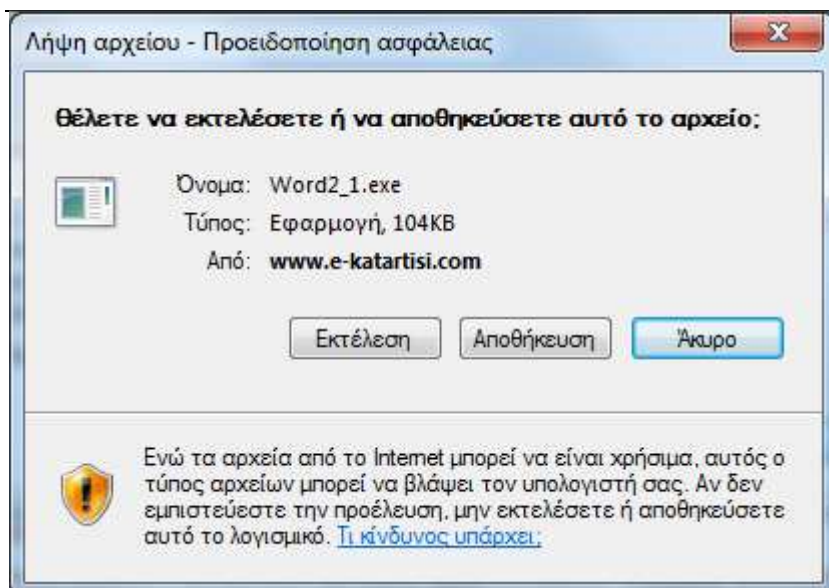 Λήψη αρχείου - Προειδοποίηση ασφάλειας
Θέλετε να εκτελέσετε ή να αποθηκεύσετε αυτό το αρχείο;
Όνομα: Word2_1.exe
Τύπος: Εφαρμογή, 104KB
Από: www.e-katartisi.com
Εκτέλεση Αποθήκευση Άκυρο
Ενώ τα αρχεία από το Internet μπορεί να είναι χρήσιμα, αυτός ο
τύπος αρχείων μπορεί να βλάψει τον υπολογιστή σας. Αν δεν
εμπιστεύεστε την προέλευση, μην εκτελέσετε ή αποθηκεύσετε
αυτό το λογισμικό. Τι κίνδυνος υπάρχει;